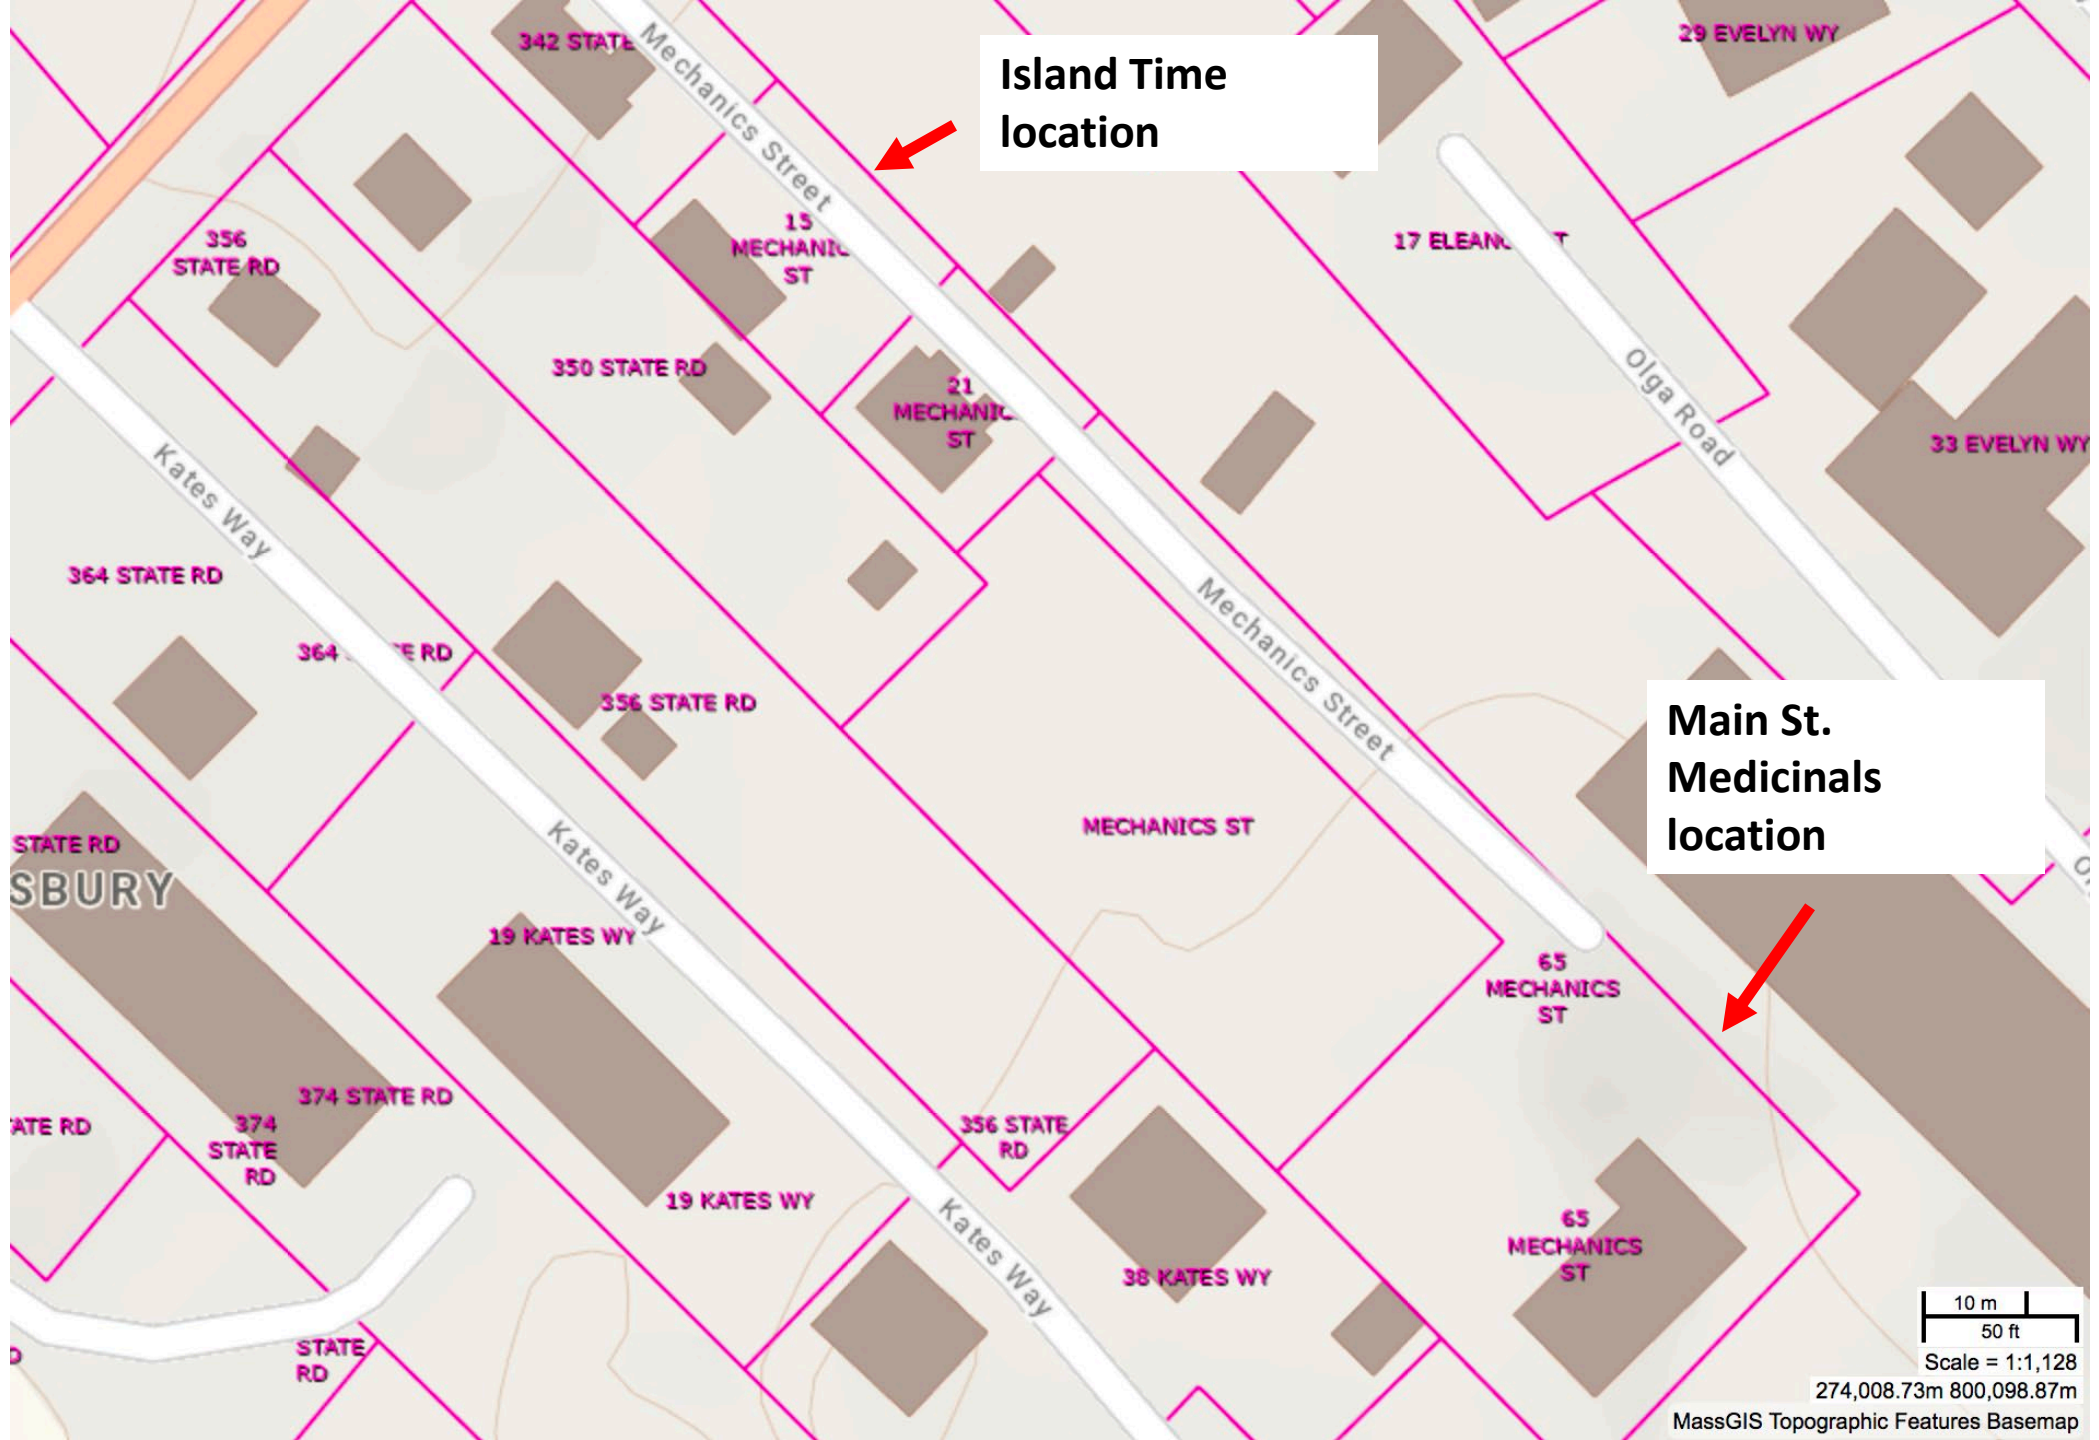 342 STATE
Mechanics Street
29 EVELYN WY
Island Time
location
15
MECHANIC
ST
356
STATE RD
17 ELEANO
T
350 STATE RD
21
MECHANIC
ST
Olga Road
33 EVELYN WY
Kates Way
364 STATE RD
Mechanics Street
364
E RD
356 STATE RD
Main St.
Medicinals
location
MECHANICS ST
STATE RD
SBURY
Kates Way
19 KATES WY
65
MECHANICS
ST
374 STATE RD
374
STATE
RD
ATE RD
356 STATE
RD
19 KATES WY
Kates Way
38 KATES WY
65
MECHANICS
ST
STATE
RD
10 m
50 ft
Scale = 1:1,128
274,008.73m 800,098.87m
MassGIS Topographic Features Basemap